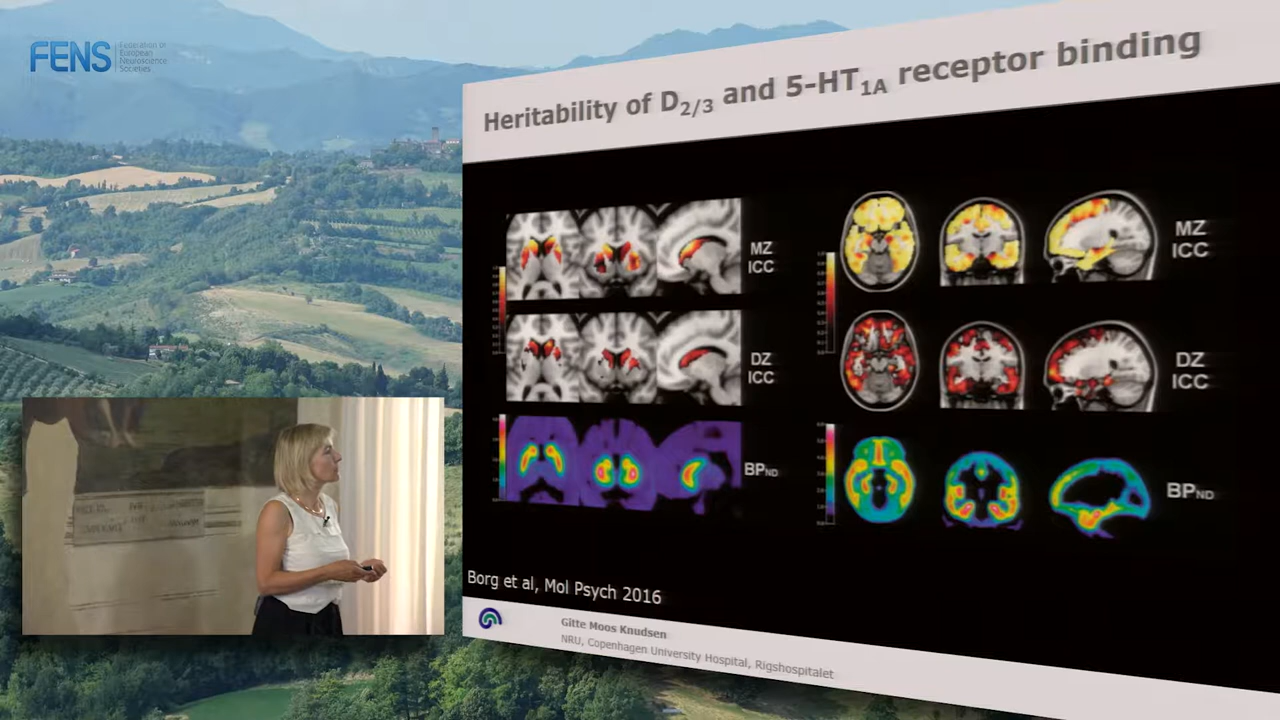 FENS
Federation of
European
Neuroscience
Societies
Heritability of D2/3 and 5-HT1A receptor binding
MZ
ICC
DZ
ICC
BPND
MZ
ICC
DZ
ICC
BPND
Borg et al, Mol Psych 2016
Gitte Moos Knudsen
NRU, Copenhagen University Hospital, Rigshospitalet